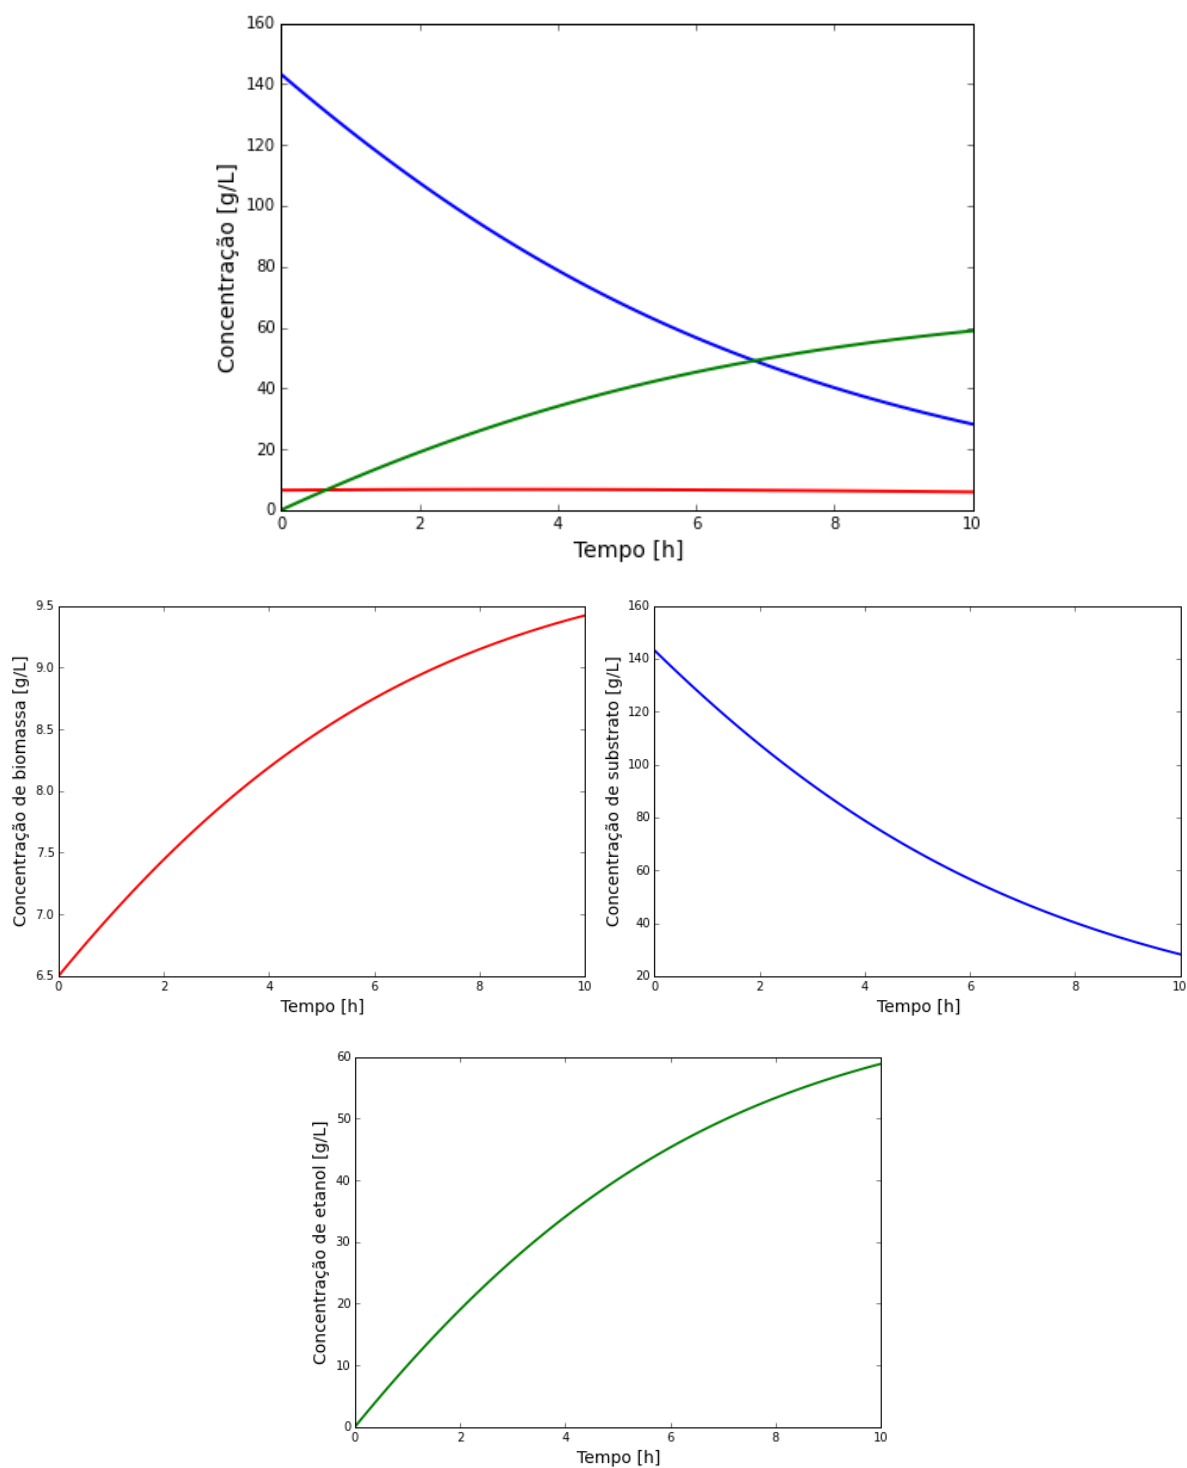 160
140
120
100
80
60
40
20
0
0 2 4 6 8 10
Concentração [g/L]
Tempo [h]
9.5
9.0
8.5
8.0
7.5
7.0
6.5
0 2 4 6 8 10
Concentração de biomassa [g/L]
Tempo [h]
160
140
120
100
80
60
40
20
0 2 4 6 8 10
Concentração de substrato [g/L]
Tempo [h]
60
50
40
30
20
10
0
0 2 4 6 8 10
Concentração de etanol [g/L]
Tempo [h]